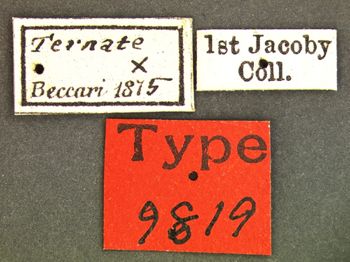 Ternate
X
Beccari 1875
1st Jacoby
Coll.
Type
9819